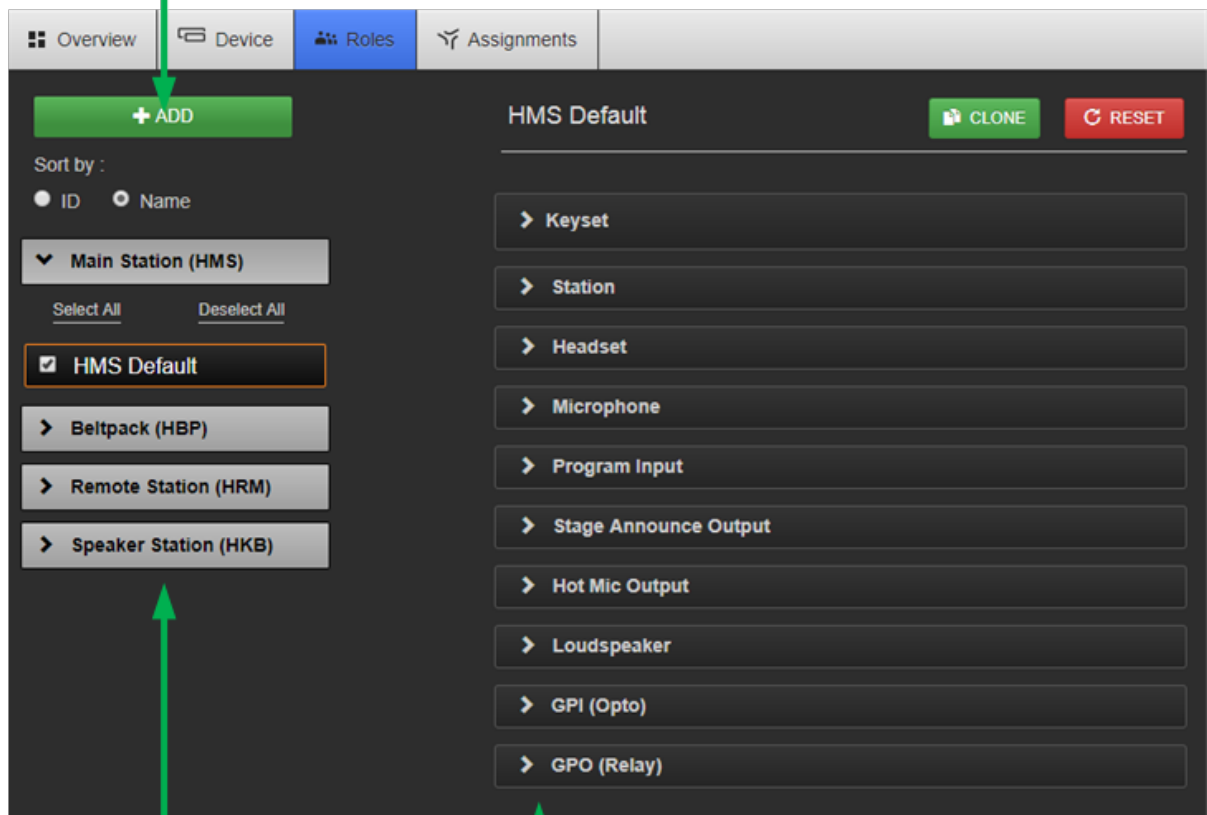 Overview Device Roles Assignments
+ ADD
Sort by :
ID Name
Main Station (HMS)
Select All Deselect All
HMS Default
Beltpack (HBP)
Remote Station (HRM)
Speaker Station (HKB)
HMS Default CLONE RESET
Keyset
Station
Headset
Microphone
Program Input
Stage Announce Output
Hot Mic Output
Loudspeaker
GPI (Opto)
GPO (Relay)